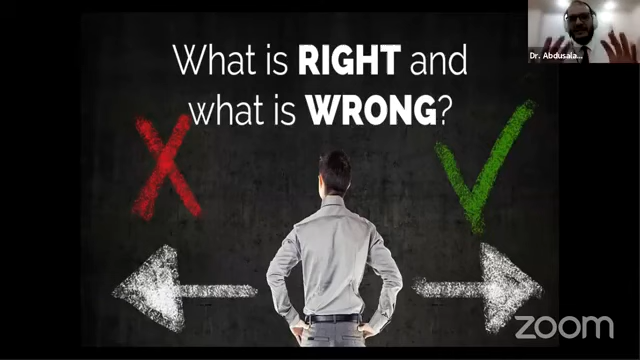 What is RIGHT and
what is WRONG?
Dr. Abdusala...
zoom